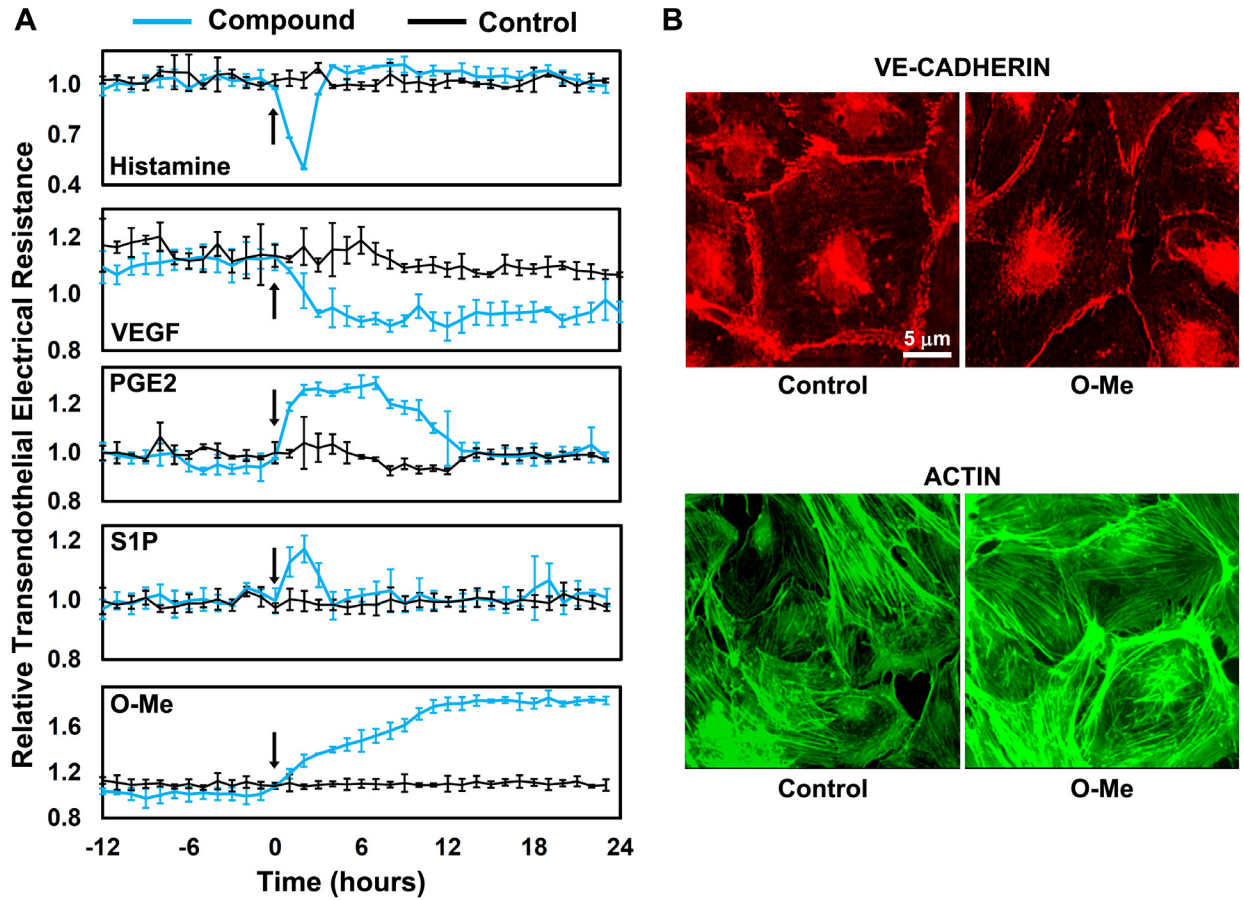 A
Compound
Control
Relative Transendothelial Electrical Resistance
1.0
0.7
0.4
Histamine
1.2
1.0
0.8
VEGF
PGE2
1.2
1.0
0.8
S1P
1.2
1.0
0.8
O-Me
1.6
1.2
0.8
-12
-6
0
6
12
18
24
Time (hours)
B
VE-CADHERIN
5 μm
Control
O-Me
ACTIN
Control
O-Me